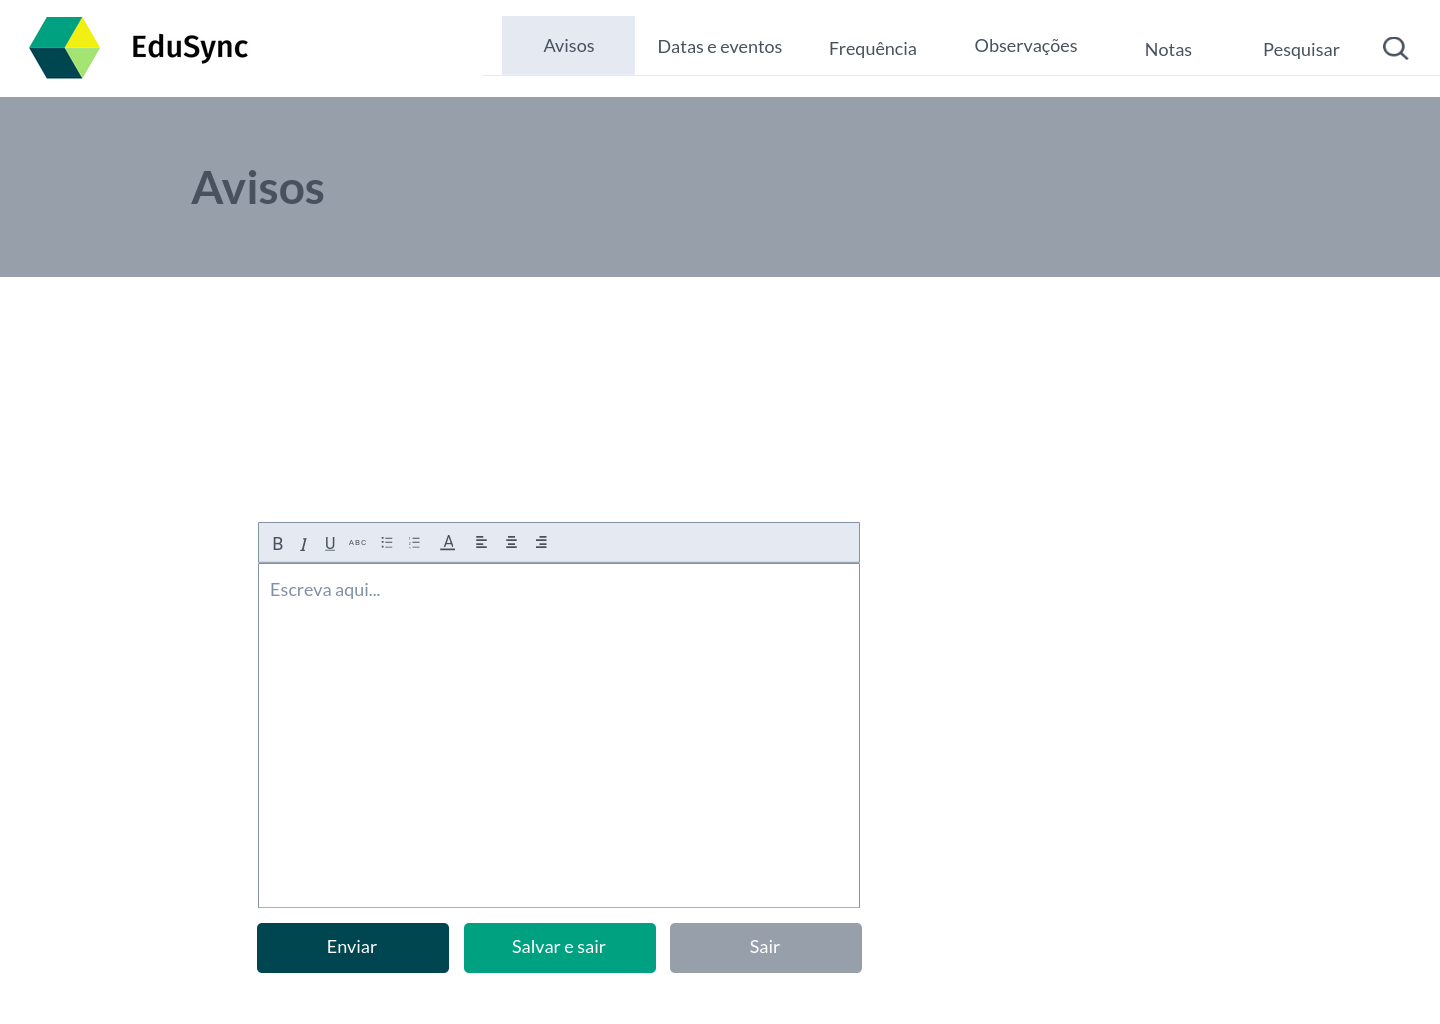 EduSync
Avisos
Datas e eventos
Frequência
Observações
Notas
Pesquisar
Avisos
B I U ABC A
Escreva aqui...
Enviar
Salvar e sair
Sair